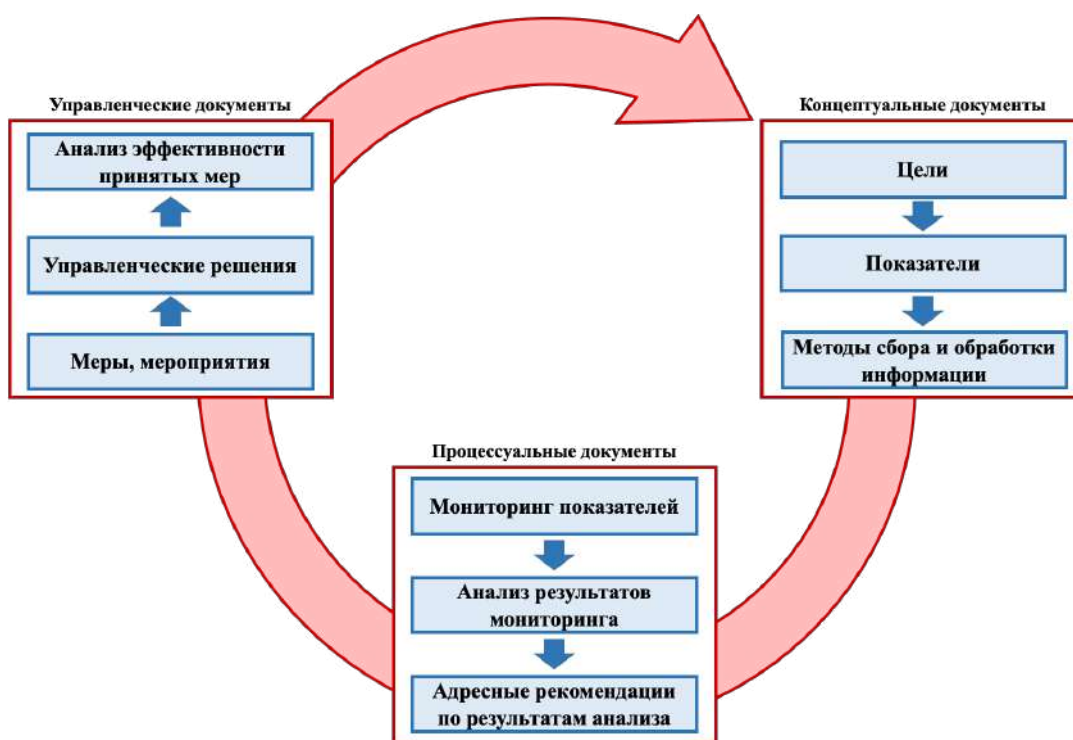 Управленческие документы
Анализ эффективности
принятых мер
Управленческие решения
Меры, мероприятия
Концептуальные документы
Цели
Показатели
Методы сбора и обработки
информации
Процессуальные документы
Мониторинг показателей
Анализ результатов
мониторинга
Адресные рекомендации
по результатам анализа